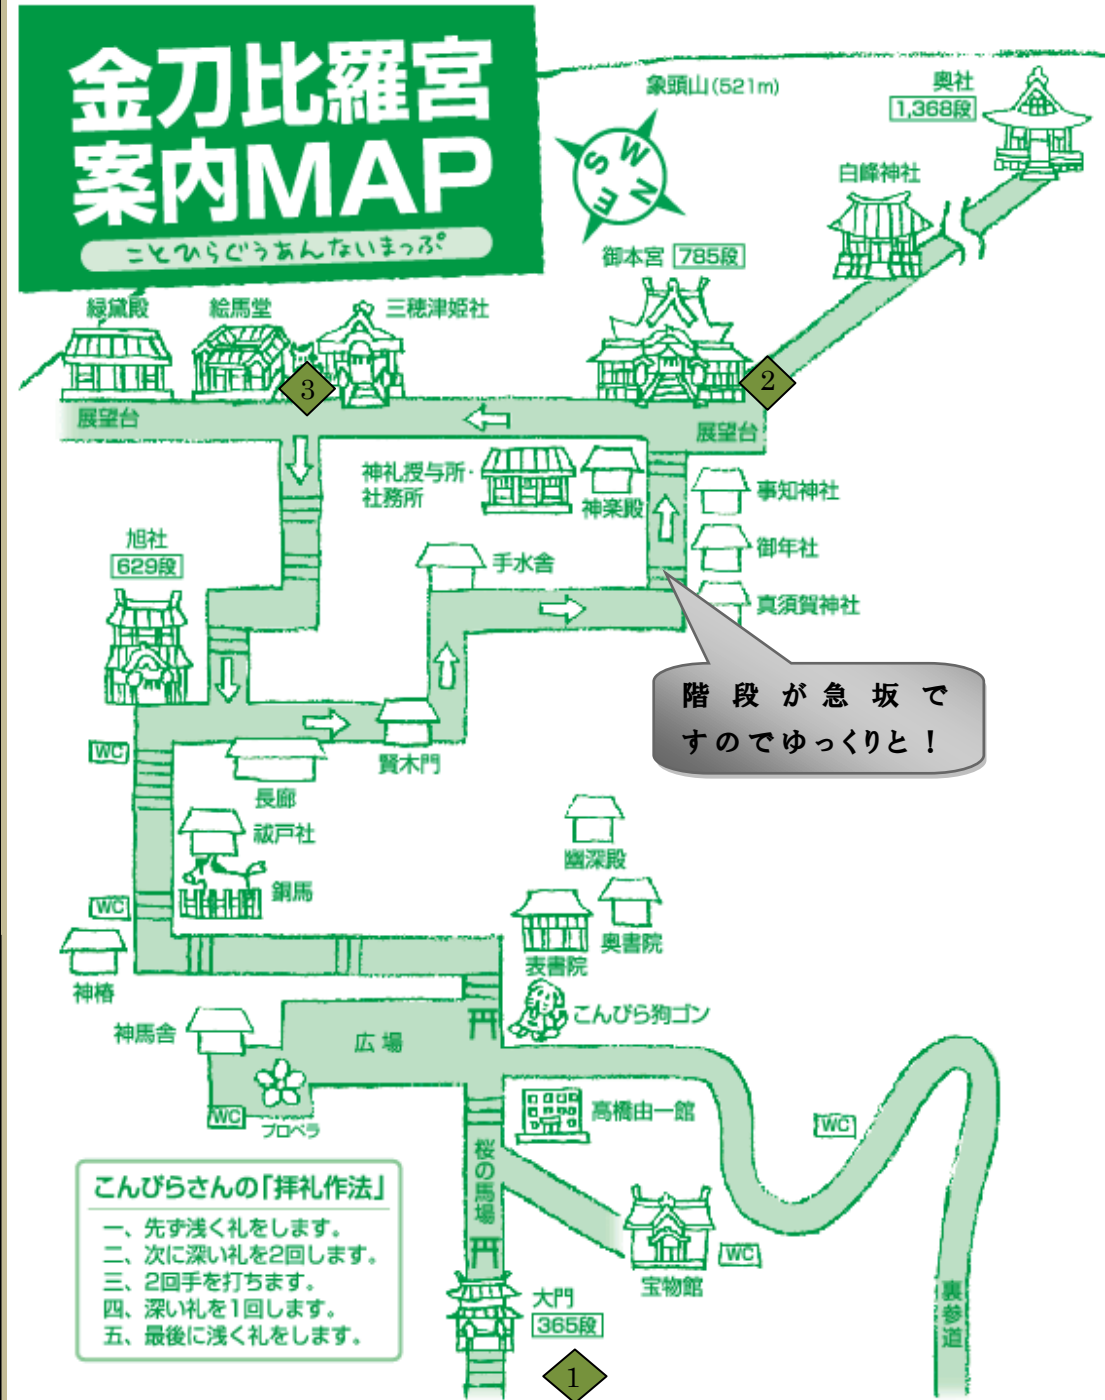 金刀比羅宮
案内MAP
ことひらぐうあんないまっぷ
象頭山(521m)
S
W
E
N
奥社
1,368段
白峰神社
御本宮 785段
緑黛殿
絵馬堂
三穂津姫社
3
2
展望台
展望台
神札授与所・
社務所
神楽殿
事知神社
御年社
真須賀神社
手水舎
旭社
629段
階段が急坂で
すのでゆっくりと！
WC
賢木門
長廊
祓戸社
銅馬
WC
神椿
幽深殿
奥書院
表書院
こんぴら狗ゴン
神馬舎
広場
WC
プロペラ
高橋由一館
WC
桜の馬場
宝物館
WC
大門
365段
裏参道
1
こんぴらさんの「拝礼作法」
一、先ず浅く礼をします。
二、次に深い礼を2回します。
三、2回手を打ちます。
四、深い礼を1回します。
五、最後に浅く礼をします。